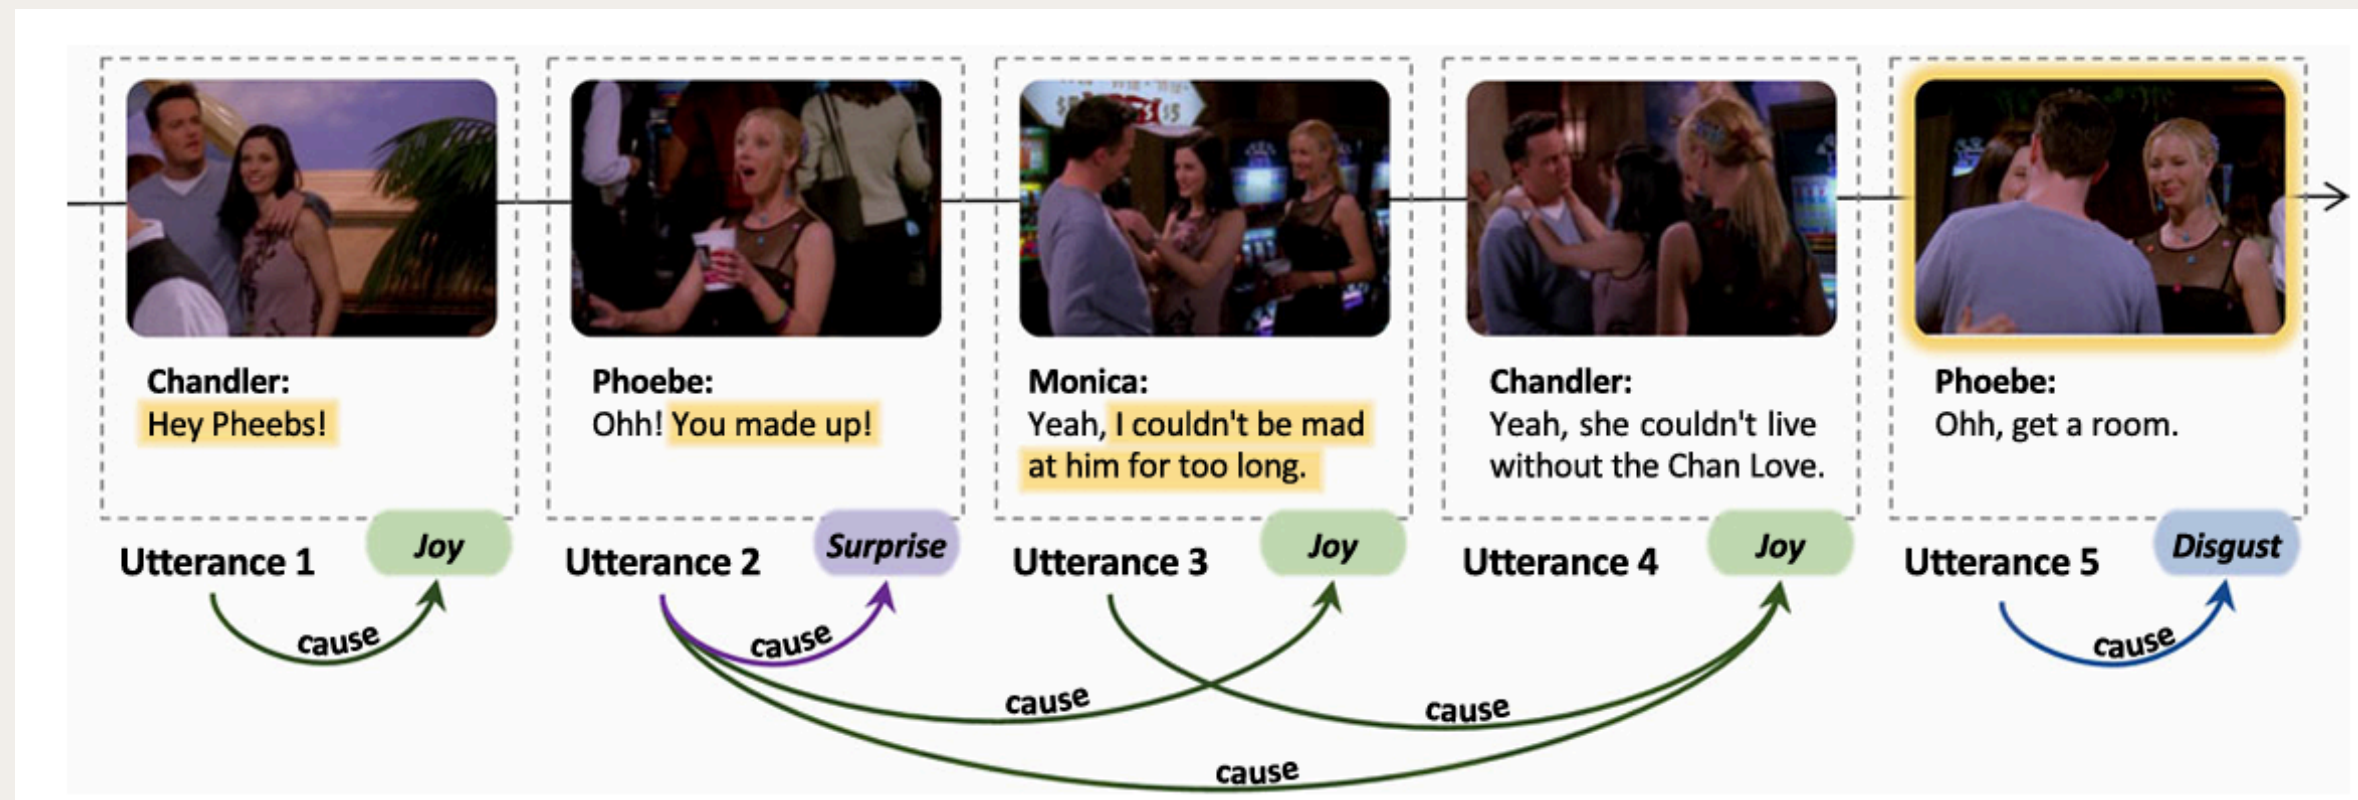 $5
Chandler:
Hey Pheebs!
Phoebe:
Ohh! You made up!
Monica:
Yeah, I couldn't be mad
at him for too long.
Chandler:
Yeah, she couldn't live
without the Chan Love.
Phoebe:
Ohh, get a room.
Utterance 1
Joy
Utterance 2
Surprise
Utterance 3
Joy
Utterance 4
Joy
Utterance 5
Disgust
cause
cause
cause
cause
cause
cause